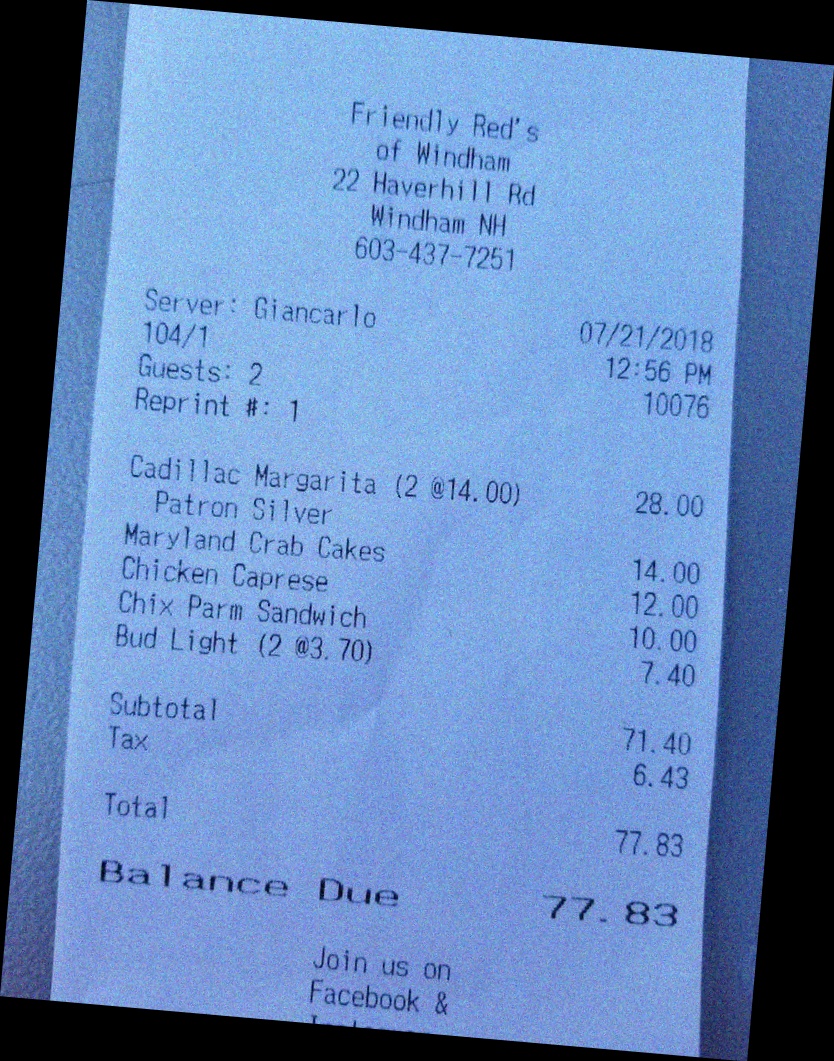 Friendly Red's
of Windham
22 Haverhill Rd
Windham NH
603-437-7251
Server: Giancarlo 07/21/2018
104/1 12:56 PM
Guests: 2 10076
Reprint #: 1
Cadillac Margarita (2 @14.00) 28.00
Patron Silver
Maryland Crab Cakes 14.00
Chicken Caprese 12.00
Chix Parm Sandwich 10.00
Bud Light (2 @3.70) 7.40
Subtotal 71.40
Tax 6.43
Total 77.83
Balance Due 77.83
Join us on
Facebook &